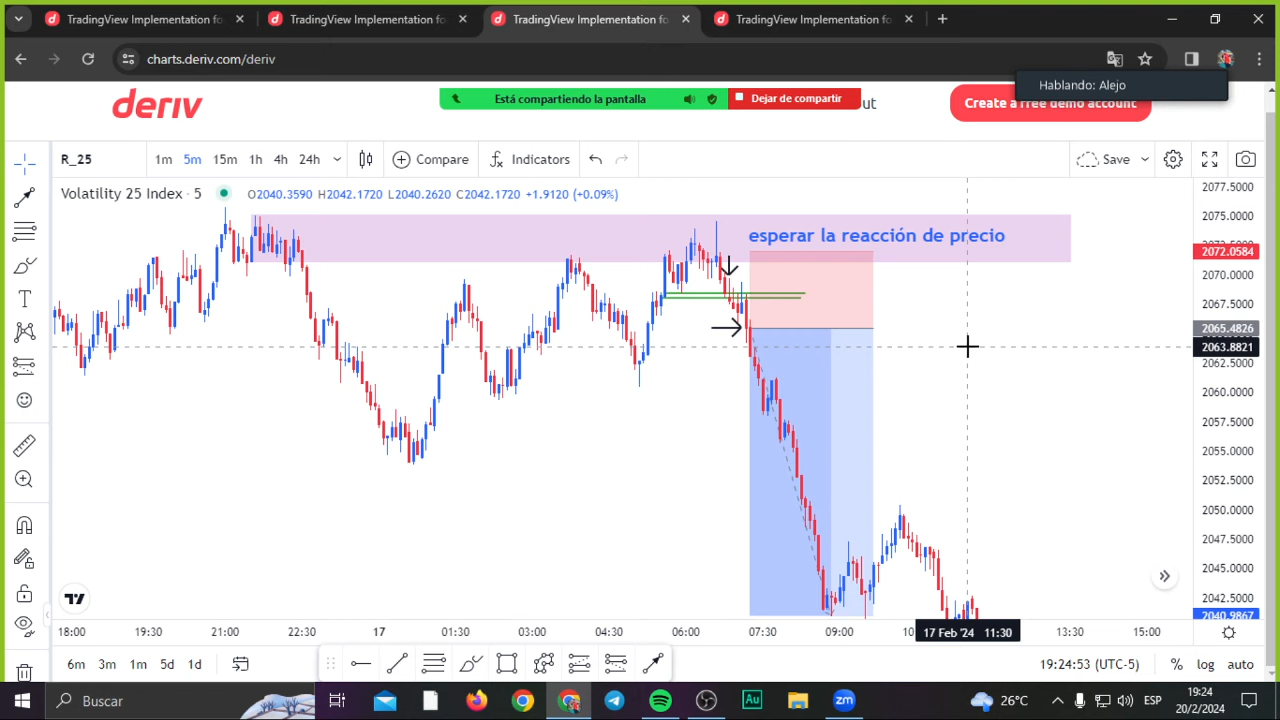 TradingView Implementation fo
TradingView Implementation fo
TradingView Implementation fo
TradingView Implementation fo
charts.deriv.com/deriv
Hablando: Alejo
deriv
Está compartiendo la pantalla
Dejar de compartir
ut
Create a free demo account
R_25
1m 5m 15m 1h 4h 24h
Compare
Indicators
Save
Volatility 25 Index · 5
O2040.3590 H2042.1720 L2040.2620 C2042.1720 +1.9120 (+0.09%)
esperar la reacción de precio
2077.5000
2075.0000
2072.0584
2070.0000
2067.5000
2065.4826
2063.8821
2062.5000
2060.0000
2057.5000
2055.0000
2052.5000
2050.0000
2047.5000
2045.0000
2042.5000
2040.9867
18:00 19:30 21:00 22:30 17 01:30 03:00 04:30 06:00 07:30 09:00 10 17 Feb '24 11:30 13:30 15:00
6m 3m 1m 5d 1d
19:24:53 (UTC-5)
% log auto
Buscar
Au
zm
26°C
ESP
19:24
20/2/2024